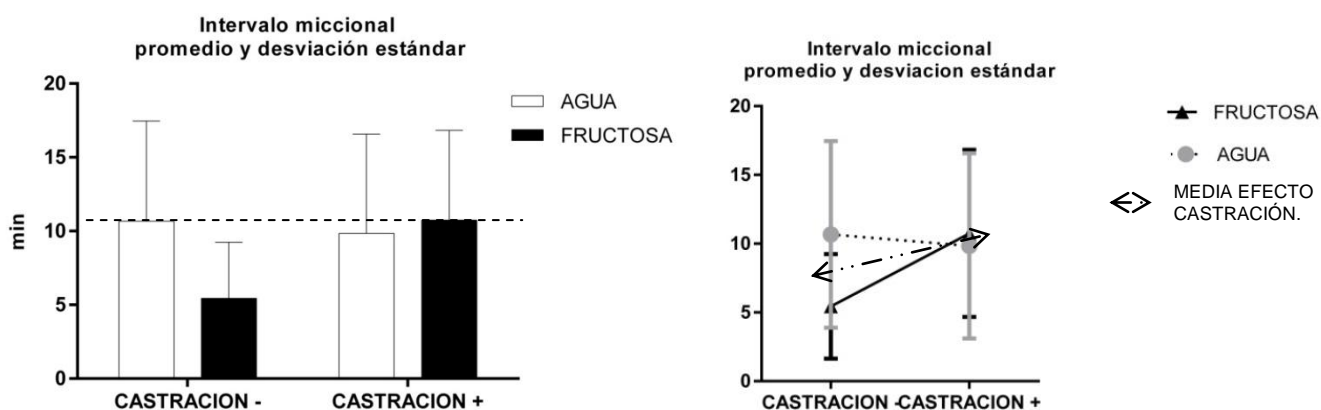 Intervalo miccional
promedio y desviación estándar
20
15
10
5
0
min
CASTRACION -
CASTRACION +
AGUA
FRUCTOSA
Intervalo miccional
promedio y desviacion estándar
20
15
10
5
0
CASTRACION -CASTRACION +
FRUCTOSA
AGUA
MEDIA EFECTO
CASTRACIÓN.